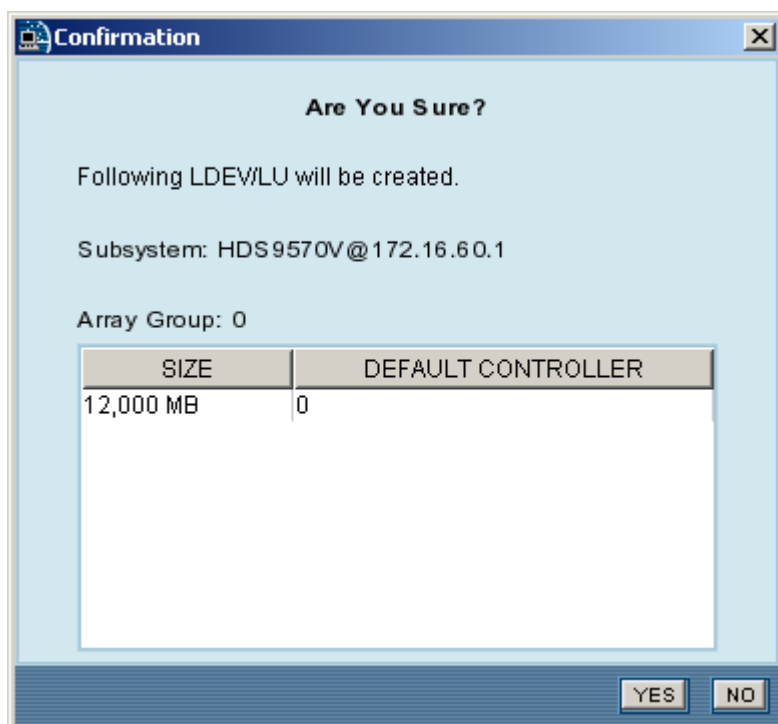 Confirmation
Are You Sure?
Following LDEV/LU will be created.
Subsystem: HDS9570V@172.16.60.1
Array Group: 0
SIZE DEFAULT CONTROLLER
12,000 MB 0
YES NO